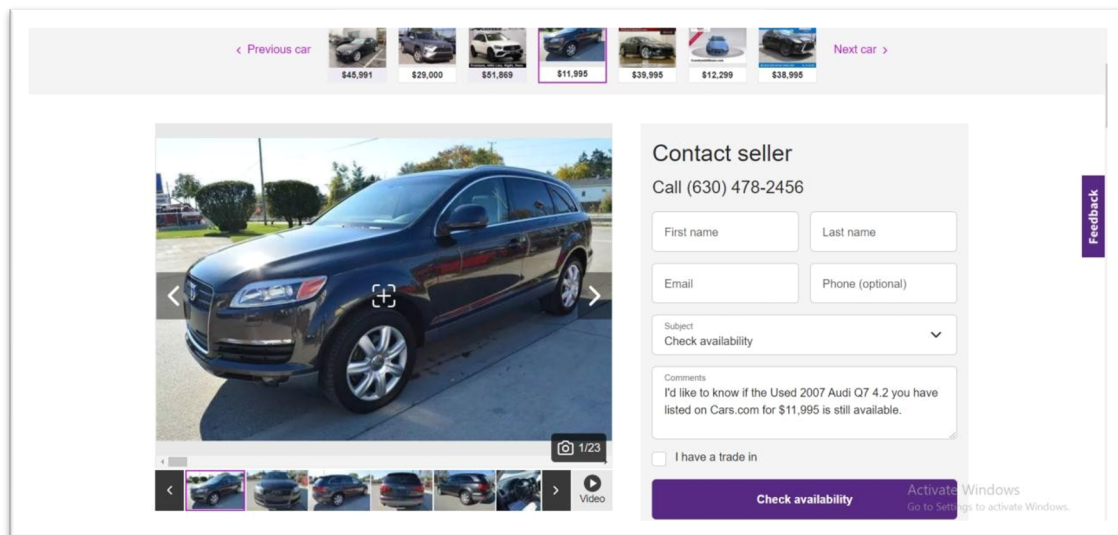 Previous car
$45,991
$29,000
$51,869
$11,995
$39,995
$12,299
$38,995
Next car
1/23
Video
Contact seller
Call (630) 478-2456
First name
Last name
Email
Phone (optional)
Subject
Check availability
Comments
I'd like to know if the Used 2007 Audi Q7 4.2 you have
listed on Cars.com for $11,995 is still available.
I have a trade in
Check availability
Feedback
Activate Windows
Go to Settings to activate Windows.